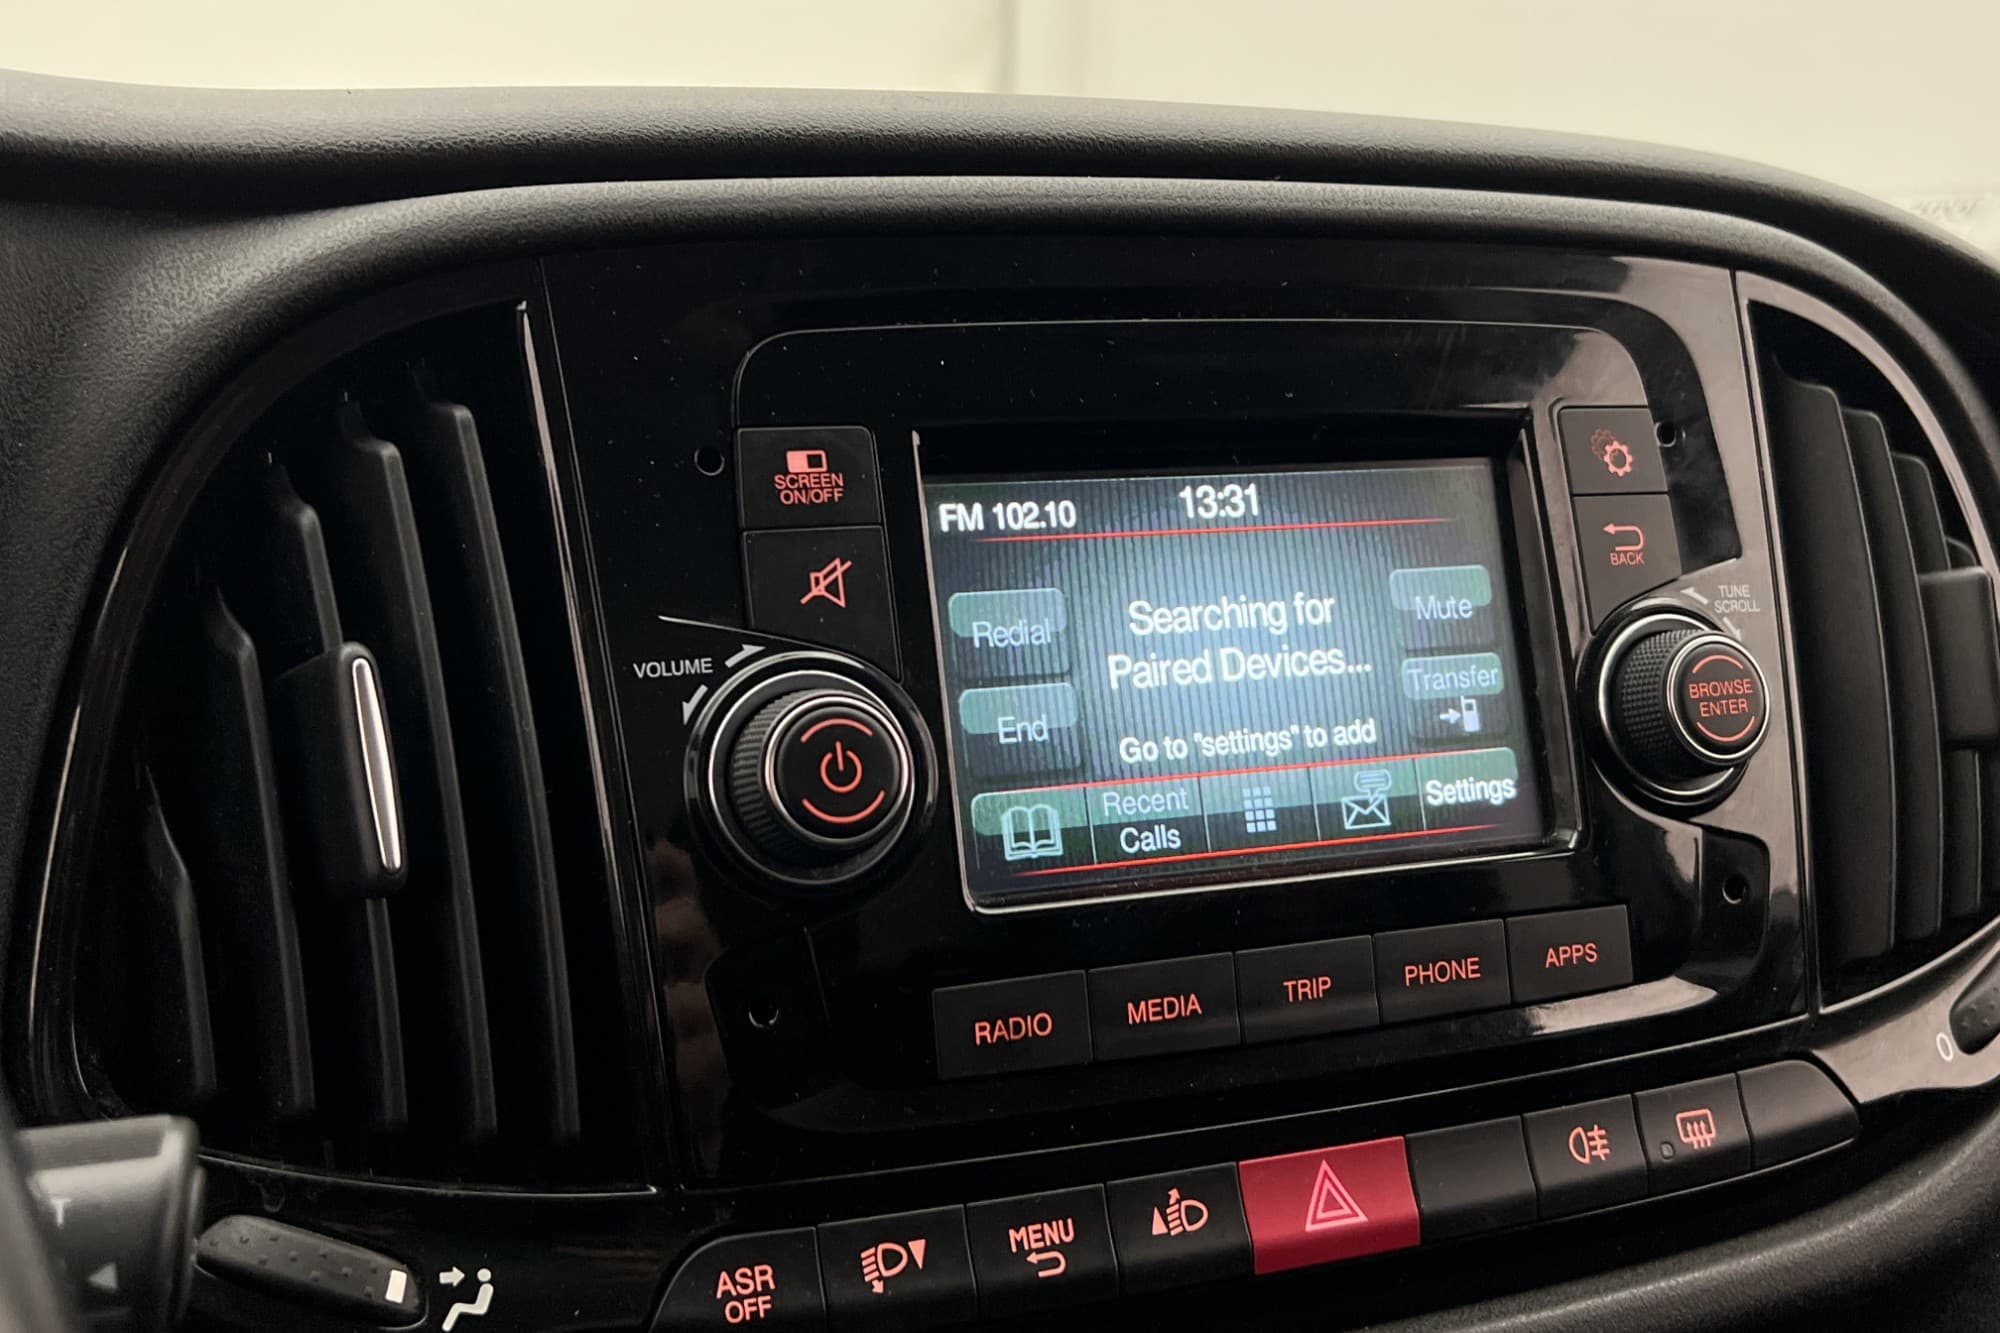 SCREEN
ON/OFF
BACK
TUNE
SCROLL
VOLUME
BROWSE
ENTER
FM 102.10
13:31
Redial
Searching for
Paired Devices...
Mute
End
Transfer
Go to "settings" to add
Recent
Calls
Settings
RADIO
MEDIA
TRIP
PHONE
APPS
0
ASR
OFF
MENU